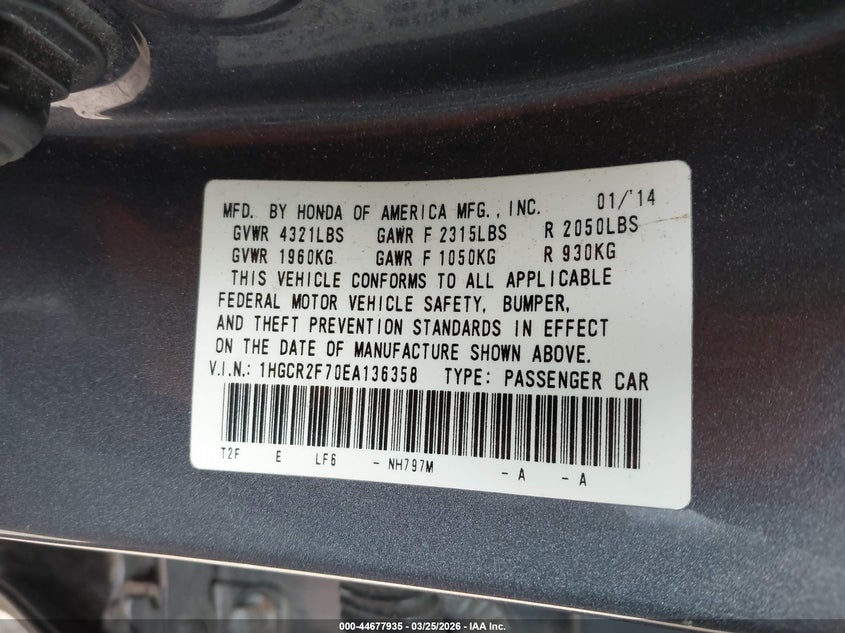 MFD. BY HONDA OF AMERICA MFG., INC. 01/'14
GVWR 4321LBS GAWR F 2315LBS R 2050LBS
GVWR 1960KG GAWR F 1050KG R 930KG
THIS VEHICLE CONFORMS TO ALL APPLICABLE
FEDERAL MOTOR VEHICLE SAFETY, BUMPER,
AND THEFT PREVENTION STANDARDS IN EFFECT
ON THE DATE OF MANUFACTURE SHOWN ABOVE.
V.I.N.: 1HGCR2F70EA136358 TYPE: PASSENGER CAR
T2F E LF6 - NH797M - A - A
000-44677935 - 03/25/2026 - IAA Inc.